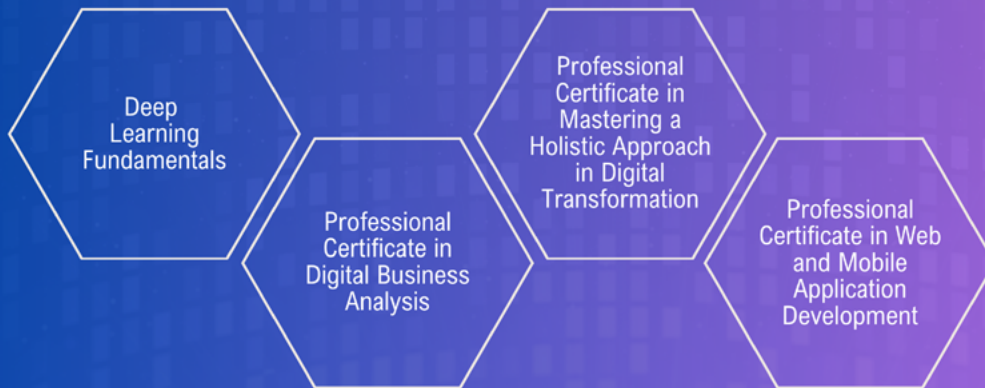 Deep
Learning
Fundamentals
Professional
Certificate in
Digital Business
Analysis
Professional
Certificate in
Mastering a
Holistic Approach
in Digital
Transformation
Professional
Certificate in Web
and Mobile
Application
Development